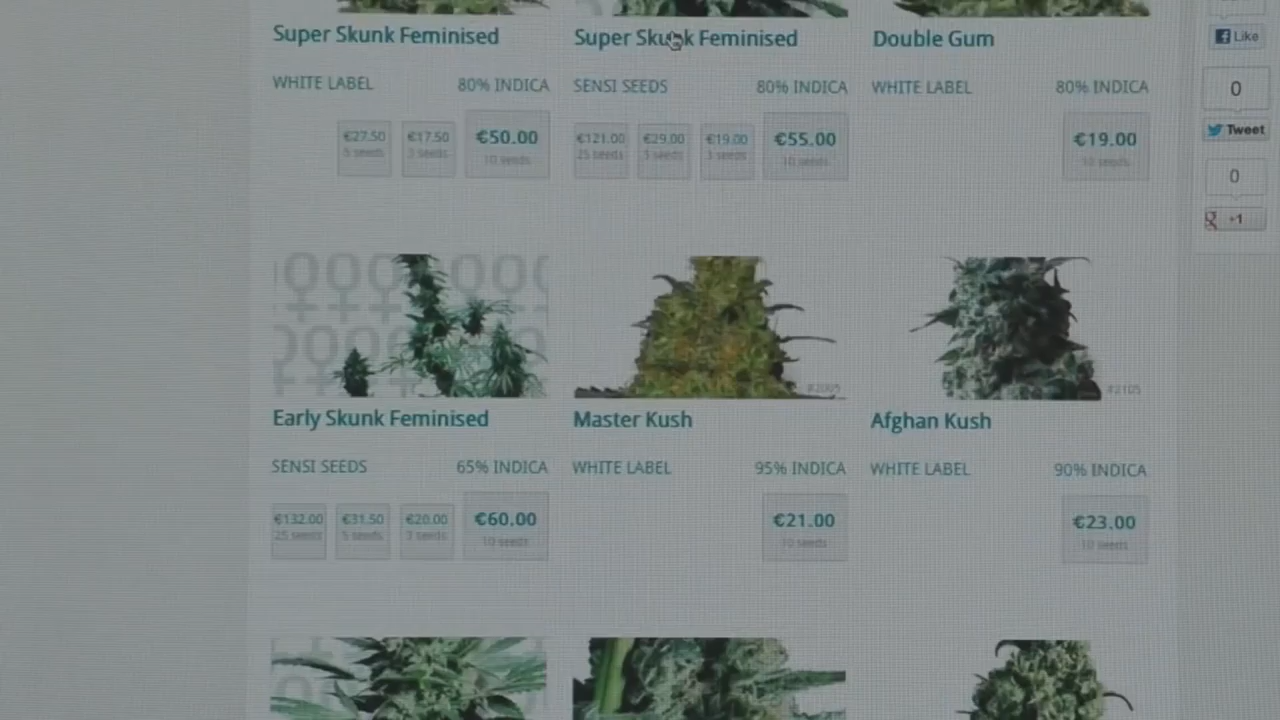 Super Skunk Feminised
WHITE LABEL 80% INDICA
€27.50 €17.50 €50.00
5 seeds 3 seeds 10 seeds
Super Skunk Feminised
SENSI SEEDS 80% INDICA
€121.00 €29.00 €19.00 €55.00
25 seeds 5 seeds 3 seeds 10 seeds
Double Gum
WHITE LABEL 80% INDICA
€19.00
10 seeds
Like
0
Tweet
0
+1
Early Skunk Feminised
SENSI SEEDS 65% INDICA
€132.00 €31.50 €20.00 €60.00
25 seeds 5 seeds 3 seeds 10 seeds
#2005
Master Kush
WHITE LABEL 95% INDICA
€21.00
10 seeds
#2105
Afghan Kush
WHITE LABEL 90% INDICA
€23.00
10 seeds